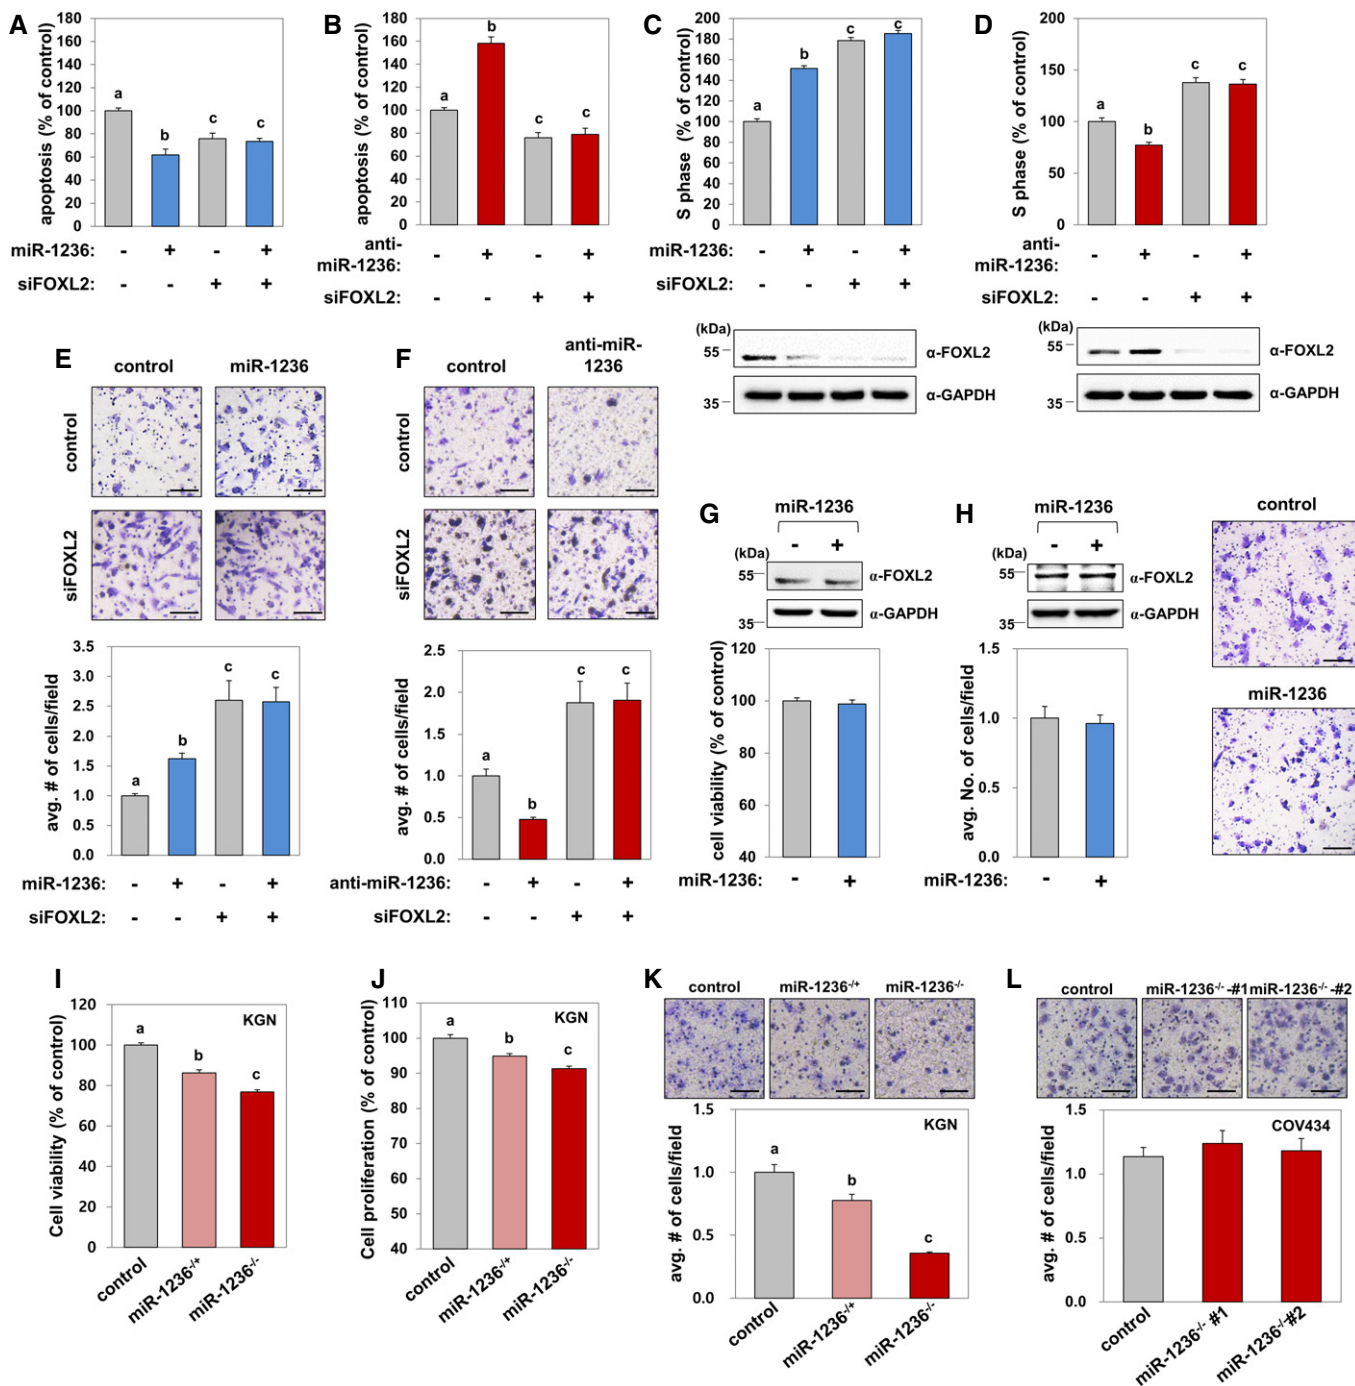 A
apoptosis (% of control)
180
160
140
120
100
80
60
40
20
0
a
b
c
c
miR-1236: - + - +
siFOXL2: - - + +
B
apoptosis (% of control)
180
160
140
120
100
80
60
40
20
0
a
b
c
c
anti-
miR-1236: - + - +
siFOXL2: - - + +
C
S phase (% of control)
200
180
160
140
120
100
80
60
40
20
0
a
b
c
c
miR-1236: - + - +
siFOXL2: - - + +
(kDa)
55
α-FOXL2
35
α-GAPDH
D
S phase (% of control)
200
150
100
50
0
a
b
c
c
anti-
miR-1236: - + - +
siFOXL2: - - + +
(kDa)
55
α-FOXL2
35
α-GAPDH
E
control miR-1236
control
siFOXL2
avg. # of cells/field
3.5
3.0
2.5
2.0
1.5
1.0
0.5
0.0
a
b
c
c
miR-1236: - + - +
siFOXL2: - - + +
F
control anti-miR-
1236
control
siFOXL2
avg. # of cells/field
2.5
2.0
1.5
1.0
0.5
0.0
a
b
c
c
anti-miR-1236: - + - +
siFOXL2: - - + +
G
miR-1236
- +
(kDa)
55
α-FOXL2
35
α-GAPDH
cell viability (% of control)
120
100
80
60
40
miR-1236: - +
H
miR-1236
- +
(kDa)
55
α-FOXL2
35
α-GAPDH
avg. No. of cells/field
1.5
1.0
0.5
0.0
miR-1236: - +
control
miR-1236
I
Cell viability (% of control)
120
100
80
60
40
20
0
KGN
a
b
c
control
miR-1236-/+
miR-1236-/-
J
Cell proliferation (% of control)
110
100
90
80
70
60
50
40
KGN
a
b
c
control
miR-1236-/+
miR-1236-/-
K
control miR-1236-/+ miR-1236-/-
avg. # of cells/field
1.5
1.0
0.5
0.0
KGN
a
b
c
control
miR-1236-/+
miR-1236-/-
L
control miR-1236-/- -#1 miR-1236-/- -#2
avg. # of cells/field
1.5
1.0
0.5
0.0
COV434
control
miR-1236-/- #1
miR-1236-/-#2